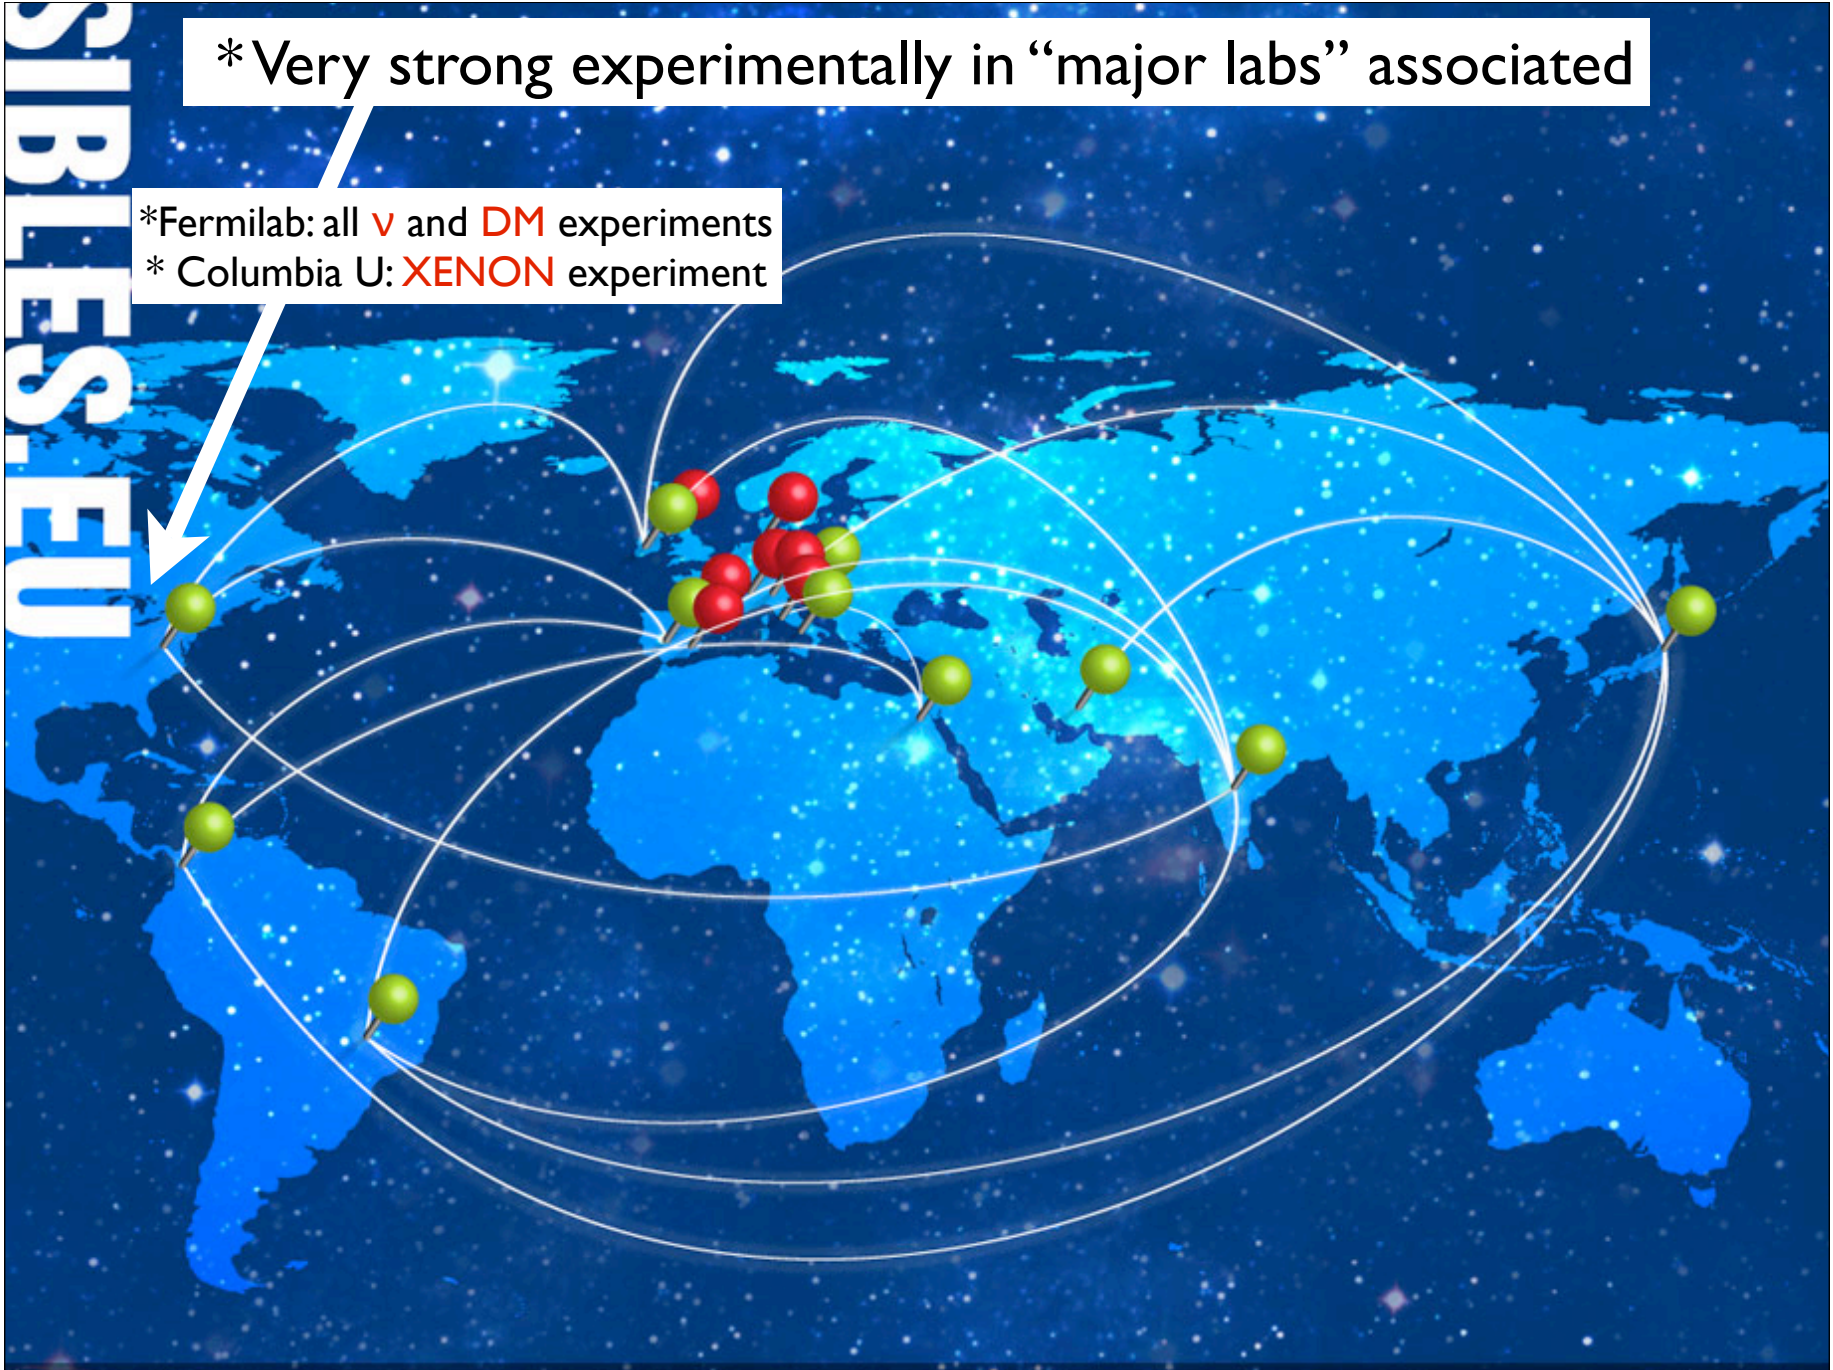 * Very strong experimentally in “major labs” associated
*Fermilab: all ν and DM experiments
* Columbia U: XENON experiment
SIBLES.EU